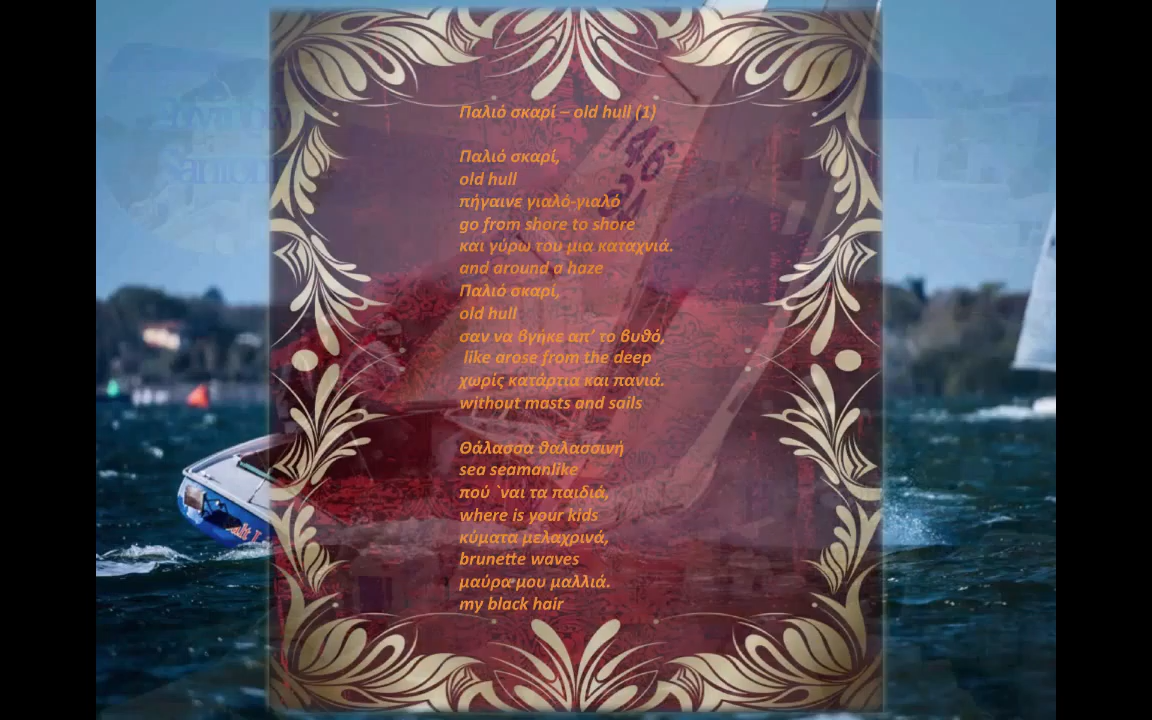 Παλιό σκαρί – old hull (1)
Παλιό σκαρί,
old hull
πήγαινε γιαλό-γιαλό
go from shore to shore
και γύρω του μια καταχνιά.
and around a haze
Παλιό σκαρί,
old hull
σαν να βγήκε απ’ το βυθό,
like arose from the deep
χωρίς κατάρτια και πανιά.
without masts and sails
Θάλασσα θαλασσινή
sea seamanlike
πού `ναι τα παιδιά,
where is your kids
κύματα μελαχρινά,
brunette waves
μαύρα μου μαλλιά.
my black hair
146